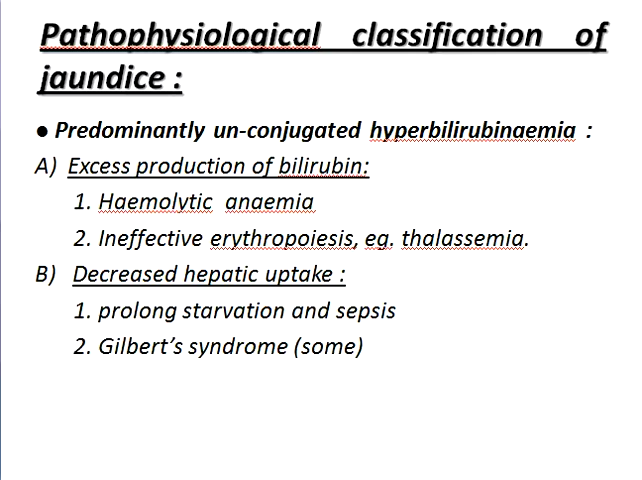 Pathophysiological classification of
jaundice :
● Predominantly un-conjugated hyperbilirubinaemia :
A) Excess production of bilirubin:
1. Haemolytic anaemia
2. Ineffective erythropoiesis, eg. thalassemia.
B) Decreased hepatic uptake :
1. prolong starvation and sepsis
2. Gilbert’s syndrome (some)